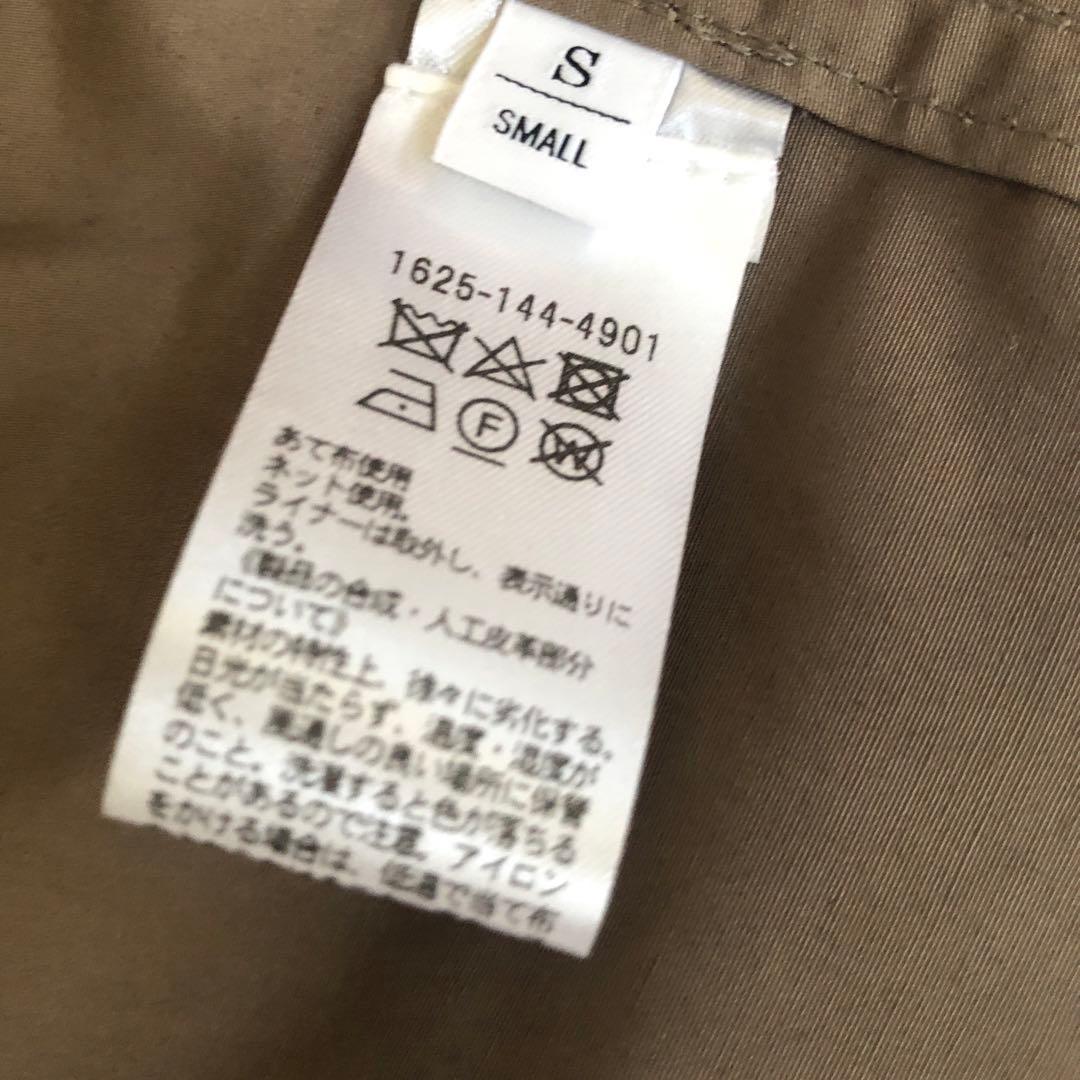 S
SMALL
1625-144-4901
F
W
あて布使用
ネット使用。
ライナーは取外し、表示通りに
洗う。
《製品の合成・人工皮革部分
について》
素材の特性上、徐々に劣化する。
日光が当たらず、温度・湿度が
低く、風通しの良い場所に保管
のこと。洗濯すると色が落ちる
ことがあるので注意。アイロン
をかける場合は、低温で当て布